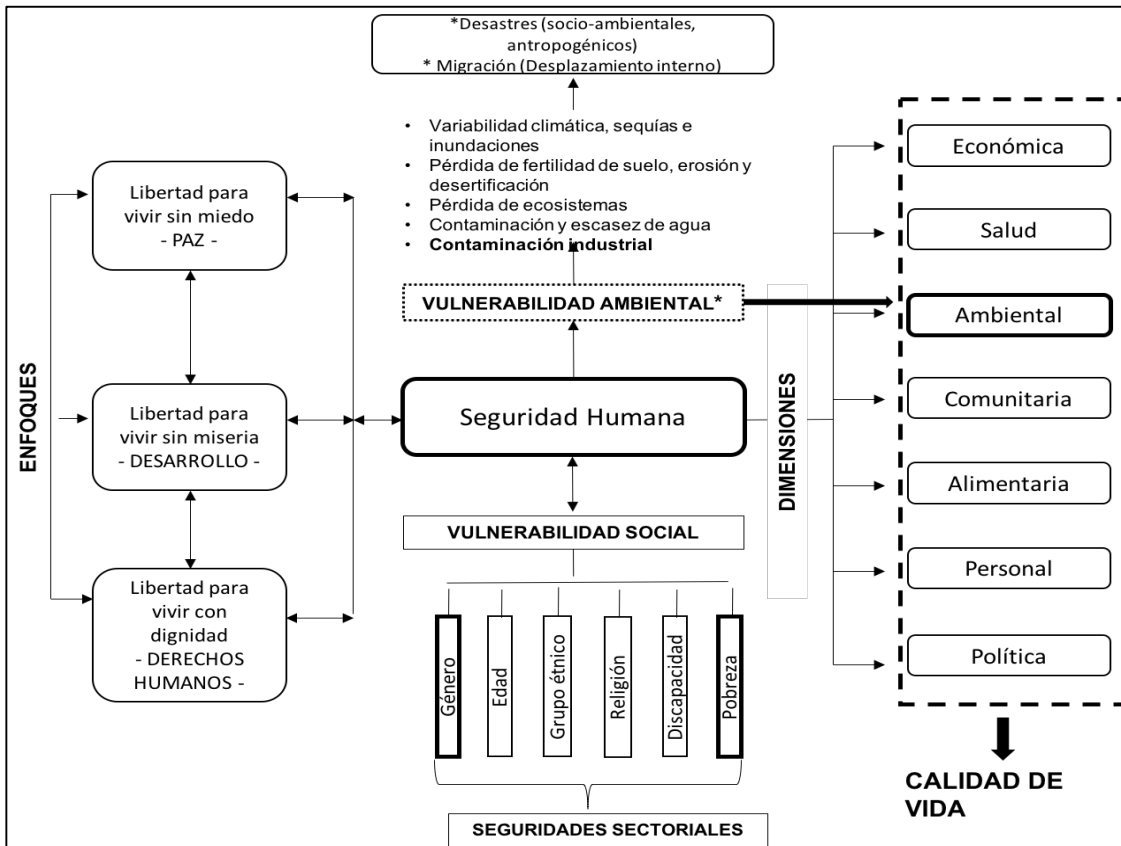 *Desastres (socio-ambientales,
antropogénicos)
* Migración (Desplazamiento interno)
• Variabilidad climática, sequías e
inundaciones
• Pérdida de fertilidad de suelo, erosión y
desertificación
• Pérdida de ecosistemas
• Contaminación y escasez de agua
• Contaminación industrial
VULNERABILIDAD AMBIENTAL*
ENFOQUES
Libertad para
vivir sin miedo
- PAZ -
Libertad para
vivir sin miseria
- DESARROLLO -
Libertad para
vivir con
dignidad
- DERECHOS
HUMANOS -
Seguridad Humana
VULNERABILIDAD SOCIAL
Género
Edad
Grupo étnico
Religión
Discapacidad
Pobreza
SEGURIDADES SECTORIALES
DIMENSIONES
Económica
Salud
Ambiental
Comunitaria
Alimentaria
Personal
Política
CALIDAD DE
VIDA